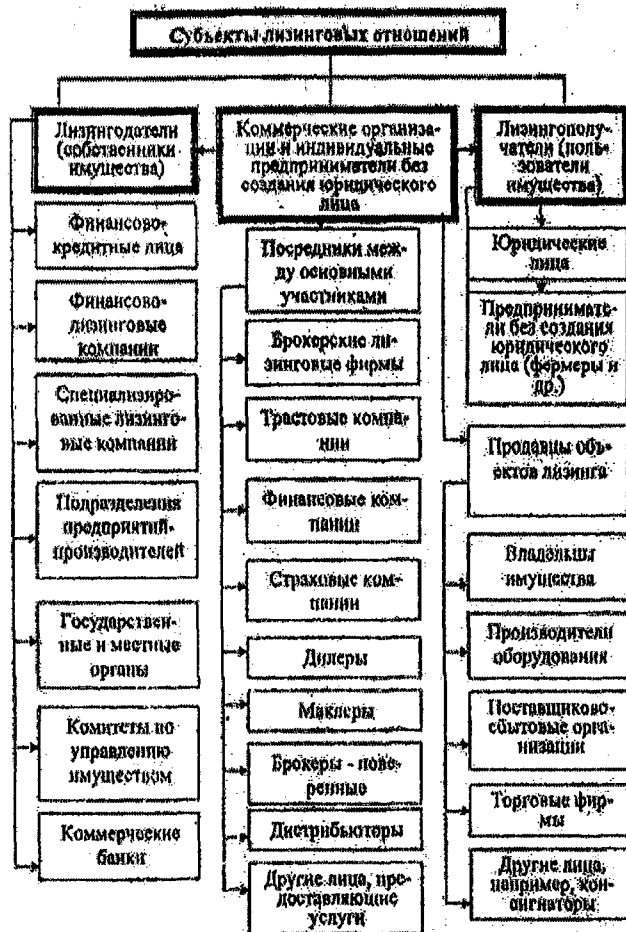 Субъекты лизинговых отношений
Лизингодатели
(собственники
имущества)
Финансово-
кредитные лица
Финансово-
лизинговые
компании
Специализиро-
ванные лизинго-
вые компании
Подразделения
предприятий-
производителей
Государствен-
ные и местные
органы
Комитеты по
управлению
имуществом
Коммерческие
банки
Коммерческие организа-
ции и индивидуальные
предприниматели без
создания юридического
лица
Посредники меж-
ду основными
участниками
Брокерские ли-
зинговые фирмы
Трастовые компа-
нии
Финансовые ком-
пании
Страховые ком-
пании
Дилеры
Маклеры
Брокеры - пове-
ренные
Дистрибьюторы
Другие лица, пре-
доставляющие
услуги
Лизингополу-
чатели (поль-
зователи
имущества)
Юридические
лица
Предпринимате-
ли без создания
юридического
лица (фермеры и
др.)
Продавцы объ-
ектов лизинга
Владельцы
имущества
Производители
оборудования
Поставщиково-
сбытовые орга-
низации
Торговые фир-
мы
Другие лица,
например, кон-
сигнаторы